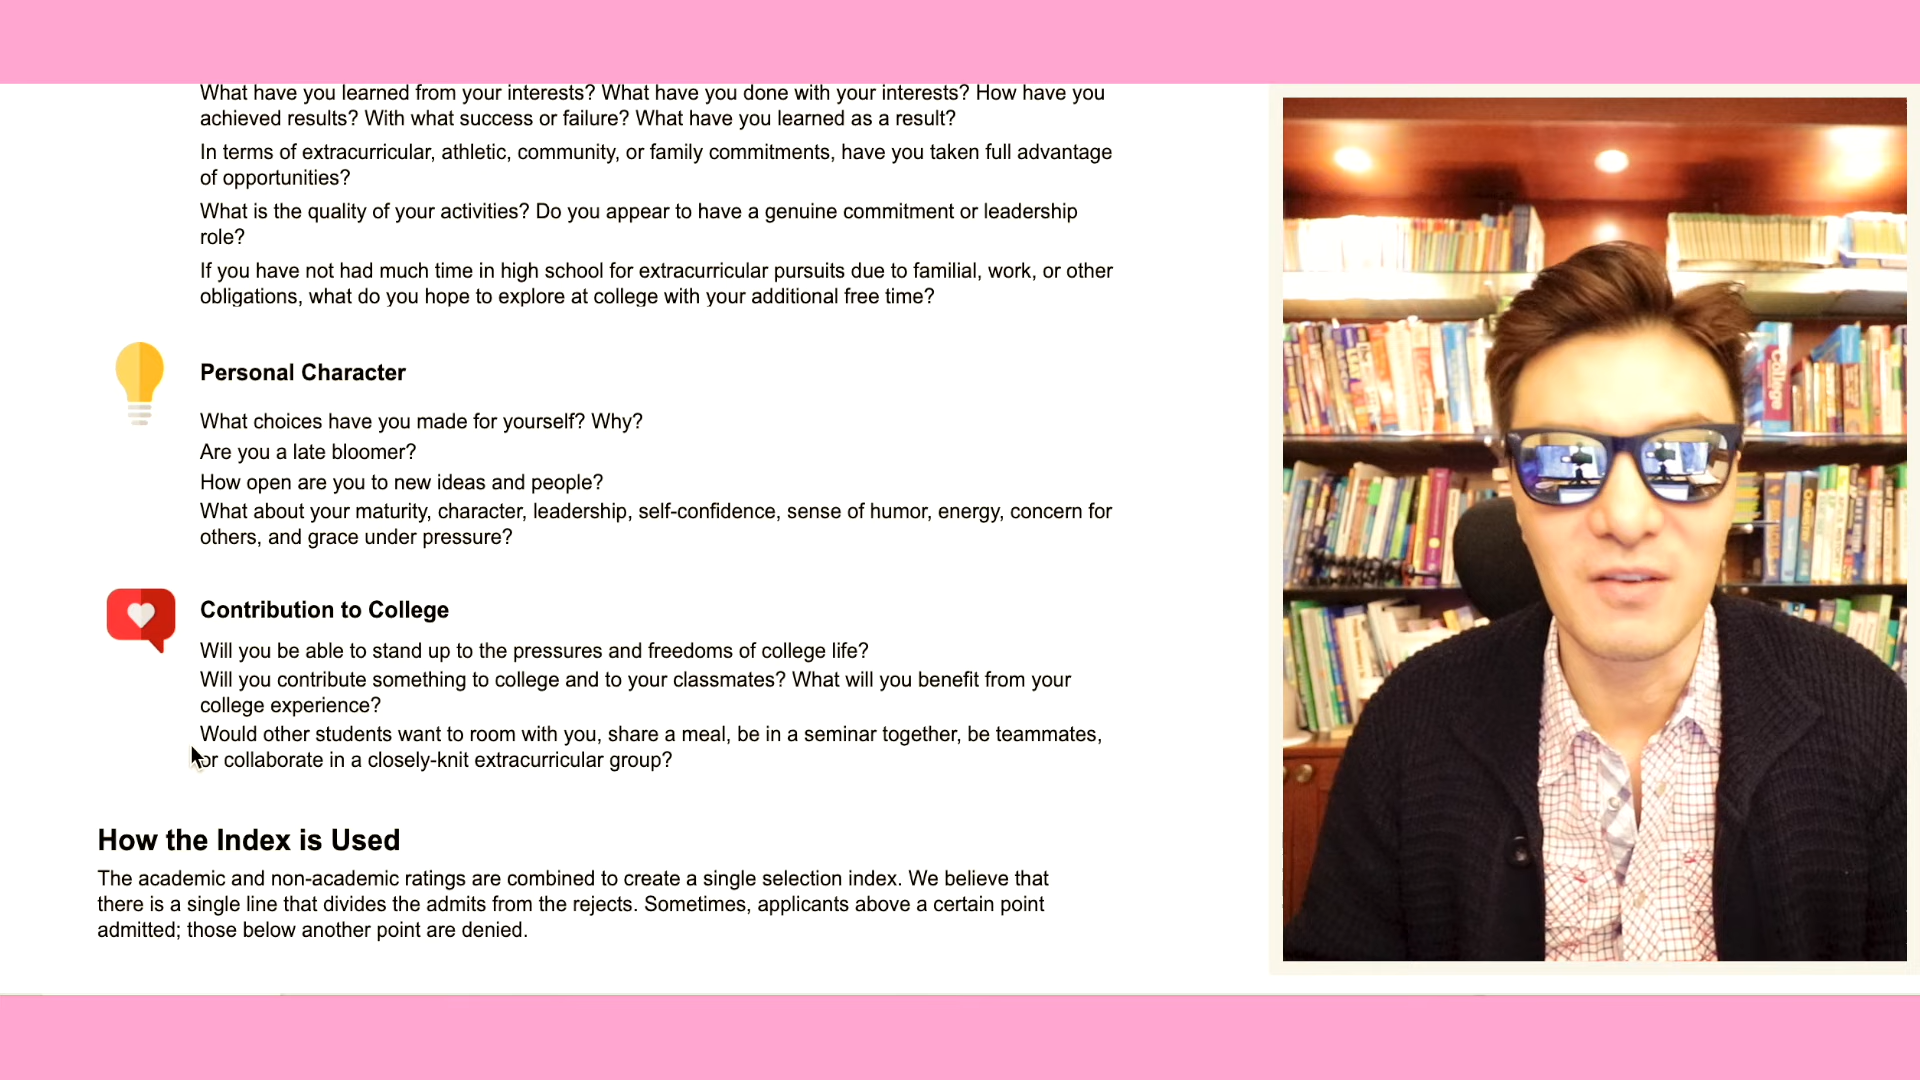 What have you learned from your interests? What have you done with your interests? How have you
achieved results? With what success or failure? What have you learned as a result?
In terms of extracurricular, athletic, community, or family commitments, have you taken full advantage
of opportunities?
What is the quality of your activities? Do you appear to have a genuine commitment or leadership
role?
If you have not had much time in high school for extracurricular pursuits due to familial, work, or other
obligations, what do you hope to explore at college with your additional free time?
Personal Character
What choices have you made for yourself? Why?
Are you a late bloomer?
How open are you to new ideas and people?
What about your maturity, character, leadership, self-confidence, sense of humor, energy, concern for
others, and grace under pressure?
Contribution to College
Will you be able to stand up to the pressures and freedoms of college life?
Will you contribute something to college and to your classmates? What will you benefit from your
college experience?
Would other students want to room with you, share a meal, be in a seminar together, be teammates,
or collaborate in a closely-knit extracurricular group?
How the Index is Used
The academic and non-academic ratings are combined to create a single selection index. We believe that
there is a single line that divides the admits from the rejects. Sometimes, applicants above a certain point
admitted; those below another point are denied.
College